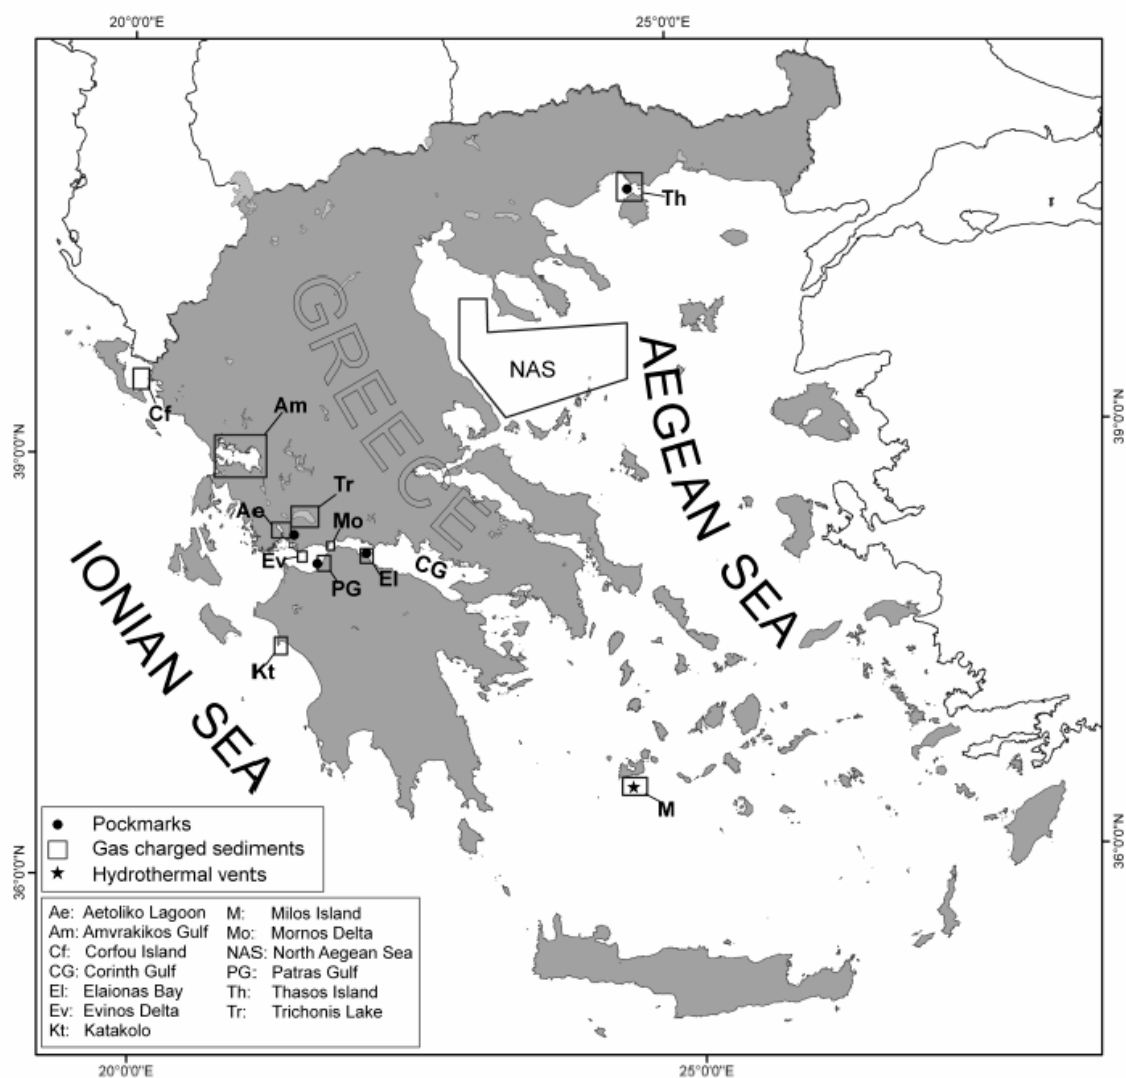 20°0'0"E 25°0'0"E
Th
GREECE
NAS
AEGEAN SEA
Cf
Am
39°0'0"N 39°0'0"N
Tr
Ae
Mo
Ev
El
CG
PG
IONIAN SEA
Kt
M
Pockmarks
Gas charged sediments
Hydrothermal vents
36°0'0"N 36°0'0"N
Ae: Aetoliko Lagoon
Am: Amvrakikos Gulf
Cf: Corfou Island
CG: Corinth Gulf
El: Elaionas Bay
Ev: Evinos Delta
Kt: Katakolo
M: Milos Island
Mo: Mornos Delta
NAS: North Aegean Sea
PG: Patras Gulf
Th: Thasos Island
Tr: Trichonis Lake
20°0'0"E 25°0'0"E